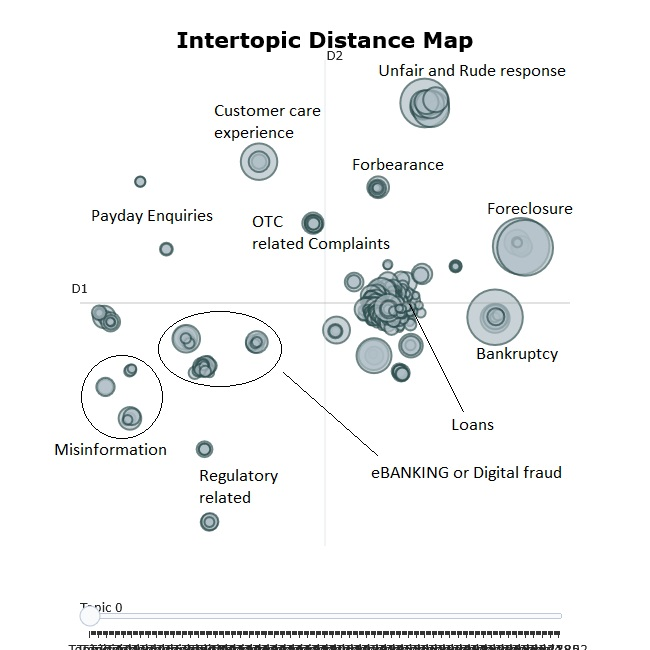 Intertopic Distance Map
D2
Unfair and Rude response
Customer care
experience
Forbearance
Payday Enquiries
OTC
related Complaints
Foreclosure
D1
Bankruptcy
Loans
Misinformation
eBANKING or Digital fraud
Regulatory
related
Topic 0